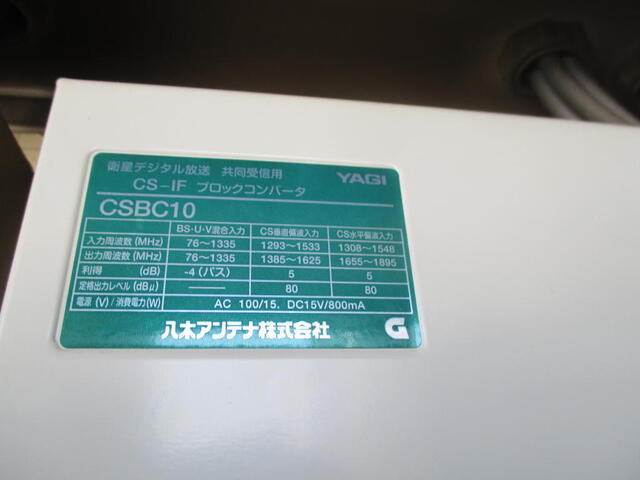 衛星デジタル放送 共同受信用 YAGI
CS-IF ブロックコンバータ
CSBC10
BS・U・V混合入力 CS垂直偏波入力 CS水平偏波入力
入力周波数 (MHz) 76～1335 1293～1533 1308～1548
出力周波数 (MHz) 76～1335 1385～1625 1655～1895
利得 (dB) -4 (パス) 5 5
定格出力レベル (dBμ) —— 80 80
電源 (V) / 消費電力(W) AC 100/15. DC15V/800mA
八木アンテナ株式会社 G